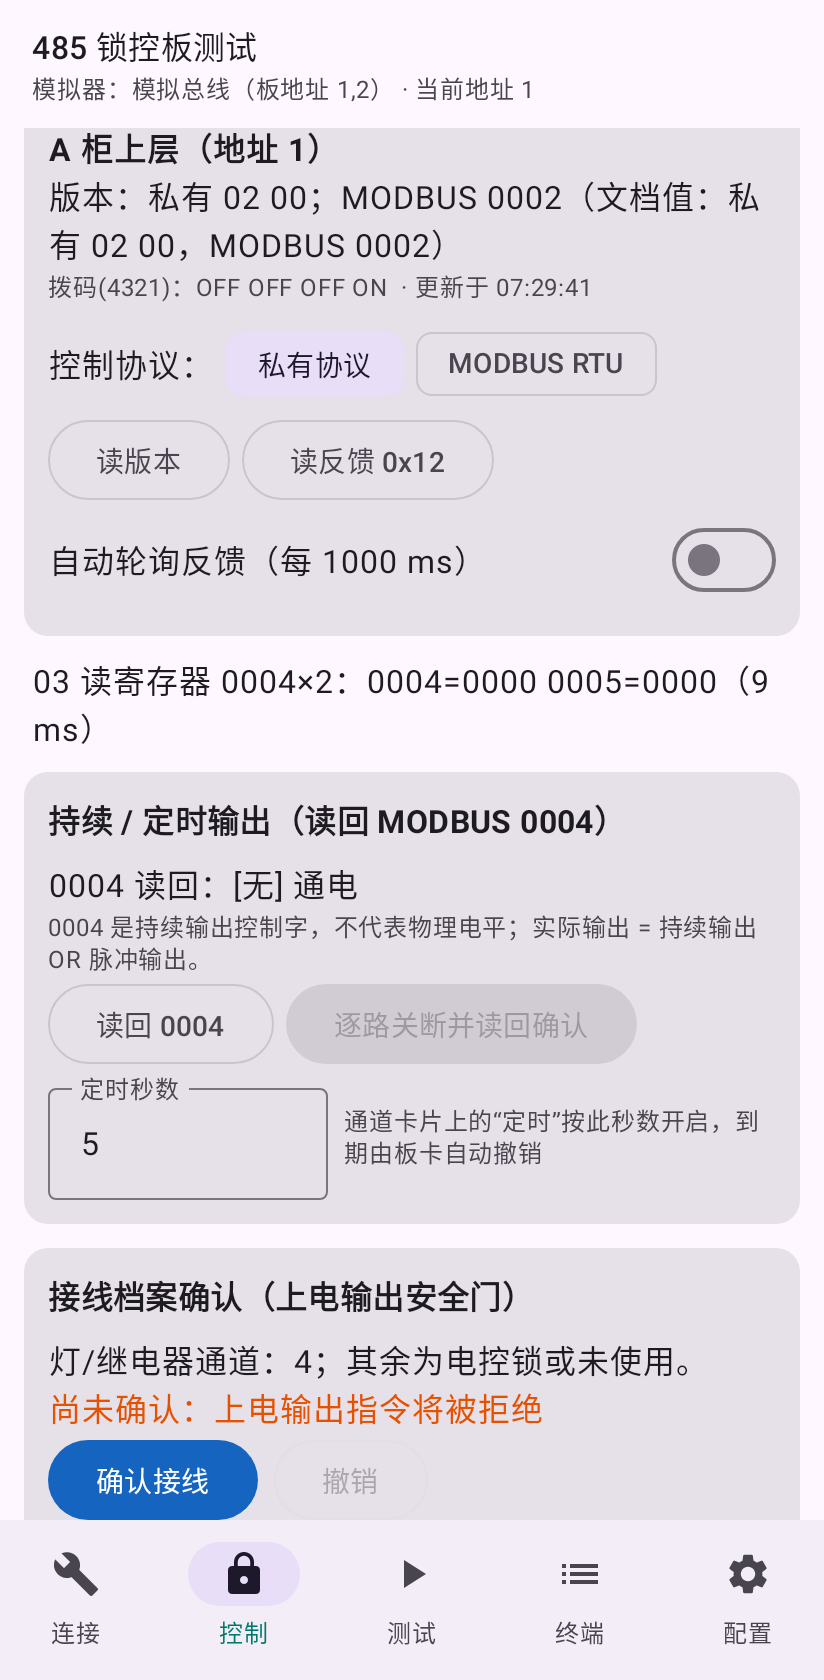 485 锁控板测试
模拟器：模拟总线（板地址 1,2） · 当前地址 1
A 柜上层（地址 1）
版本：私有 02 00；MODBUS 0002（文档值：私
有 02 00，MODBUS 0002）
拨码(4321)：OFF OFF OFF ON · 更新于 07:29:41
控制协议： 私有协议 MODBUS RTU
读版本 读反馈 0x12
自动轮询反馈（每 1000 ms）
03 读寄存器 0004×2：0004=0000 0005=0000（9
ms）
持续 / 定时输出（读回 MODBUS 0004）
0004 读回：[无] 通电
0004 是持续输出控制字，不代表物理电平；实际输出 = 持续输出
OR 脉冲输出。
读回 0004 逐路关断并读回确认
定时秒数
5
通道卡片上的“定时”按此秒数开启，到
期由板卡自动撤销
接线档案确认（上电输出安全门）
灯/继电器通道：4；其余为电控锁或未使用。
尚未确认：上电输出指令将被拒绝
确认接线 撤销
连接 控制 测试 终端 配置